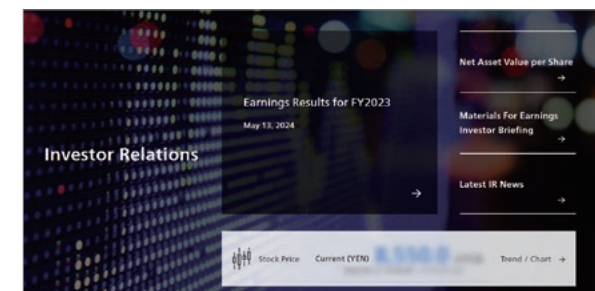 Investor Relations
Earnings Results for FY2023
May 13, 2024
→
Net Asset Value per Share
→
Materials For Earnings
Investor Briefing
→
Latest IR News
→
Stock Price Current (YEN) Trend / Chart →